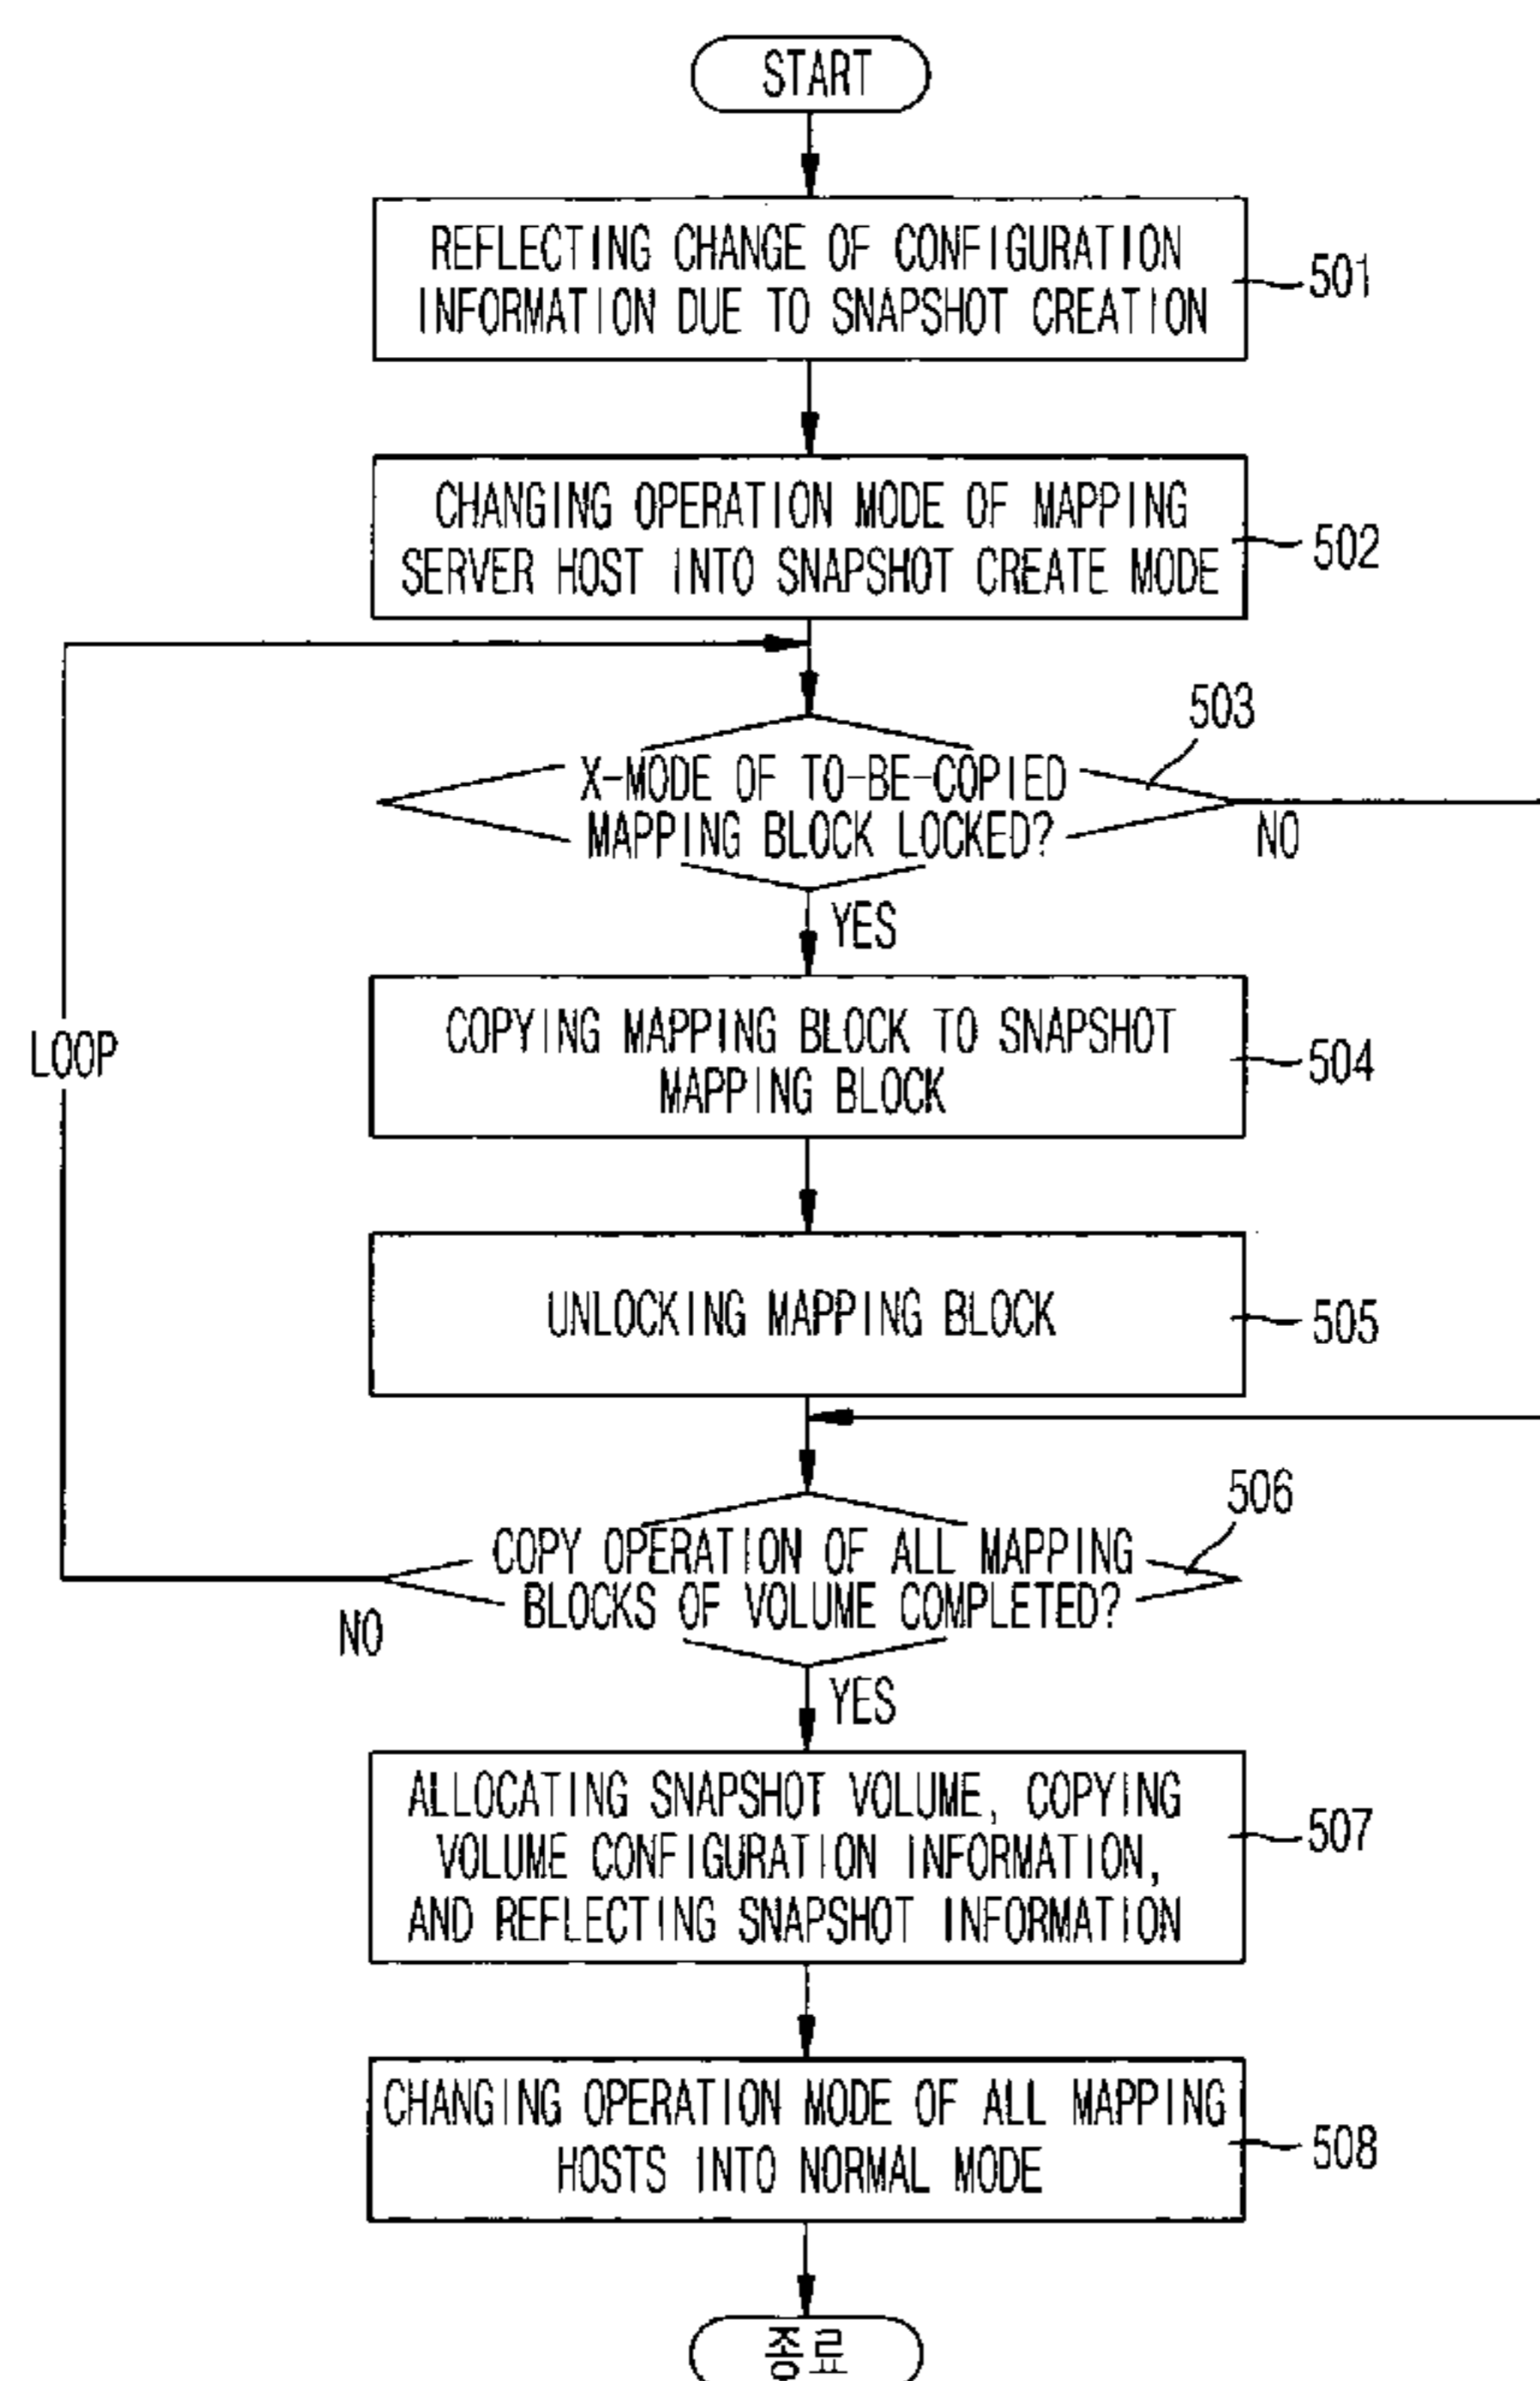 START
REFLECTING CHANGE OF CONFIGURATION
INFORMATION DUE TO SNAPSHOT CREATION
501
CHANGING OPERATION MODE OF MAPPING
SERVER HOST INTO SNAPSHOT CREATE MODE
502
503
X-MODE OF TO-BE-COPIED
MAPPING BLOCK LOCKED?
NO
YES
COPYING MAPPING BLOCK TO SNAPSHOT
MAPPING BLOCK
504
LOOP
UNLOCKING MAPPING BLOCK
505
506
COPY OPERATION OF ALL MAPPING
BLOCKS OF VOLUME COMPLETED?
NO
YES
ALLOCATING SNAPSHOT VOLUME, COPYING
VOLUME CONFIGURATION INFORMATION,
AND REFLECTING SNAPSHOT INFORMATION
507
CHANGING OPERATION MODE OF ALL MAPPING
HOSTS INTO NORMAL MODE
508
종료